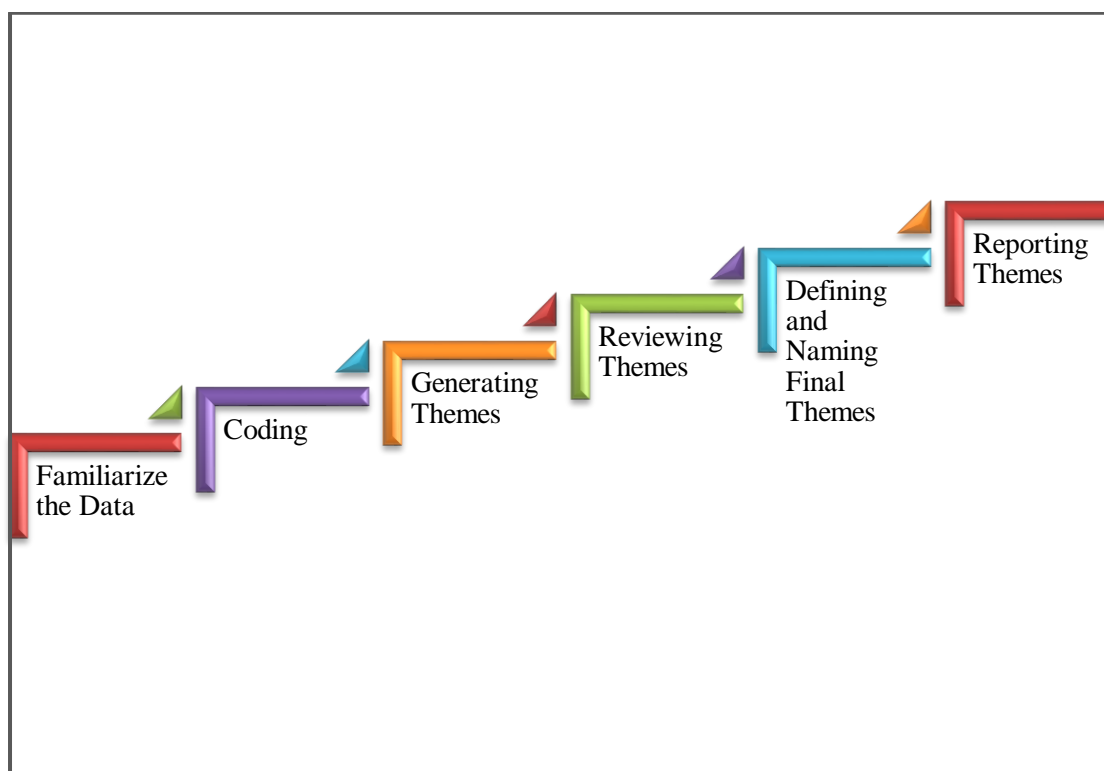 Familiarize
the Data
Coding
Generating
Themes
Reviewing
Themes
Defining
and
Naming
Final
Themes
Reporting
Themes